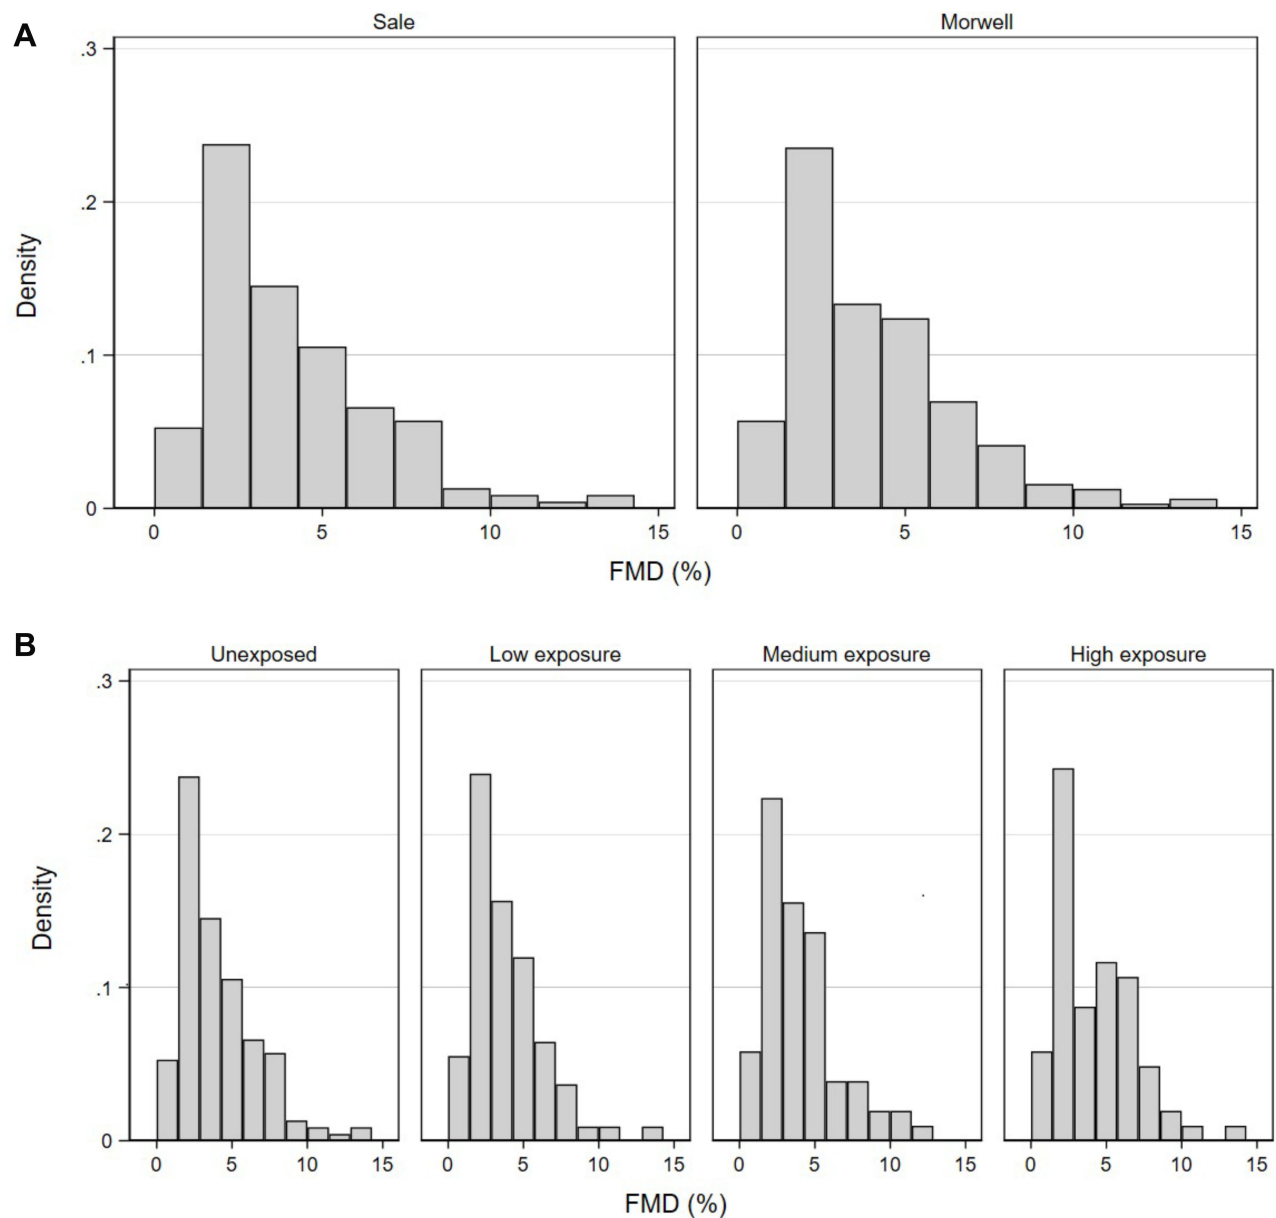 A
Sale Morwell
.3
.2
.1
0
Density
0 5 10 15 0 5 10 15
FMD (%)
B
Unexposed Low exposure Medium exposure High exposure
.3
.2
.1
0
Density
0 5 10 15 0 5 10 15 0 5 10 15 0 5 10 15
FMD (%)